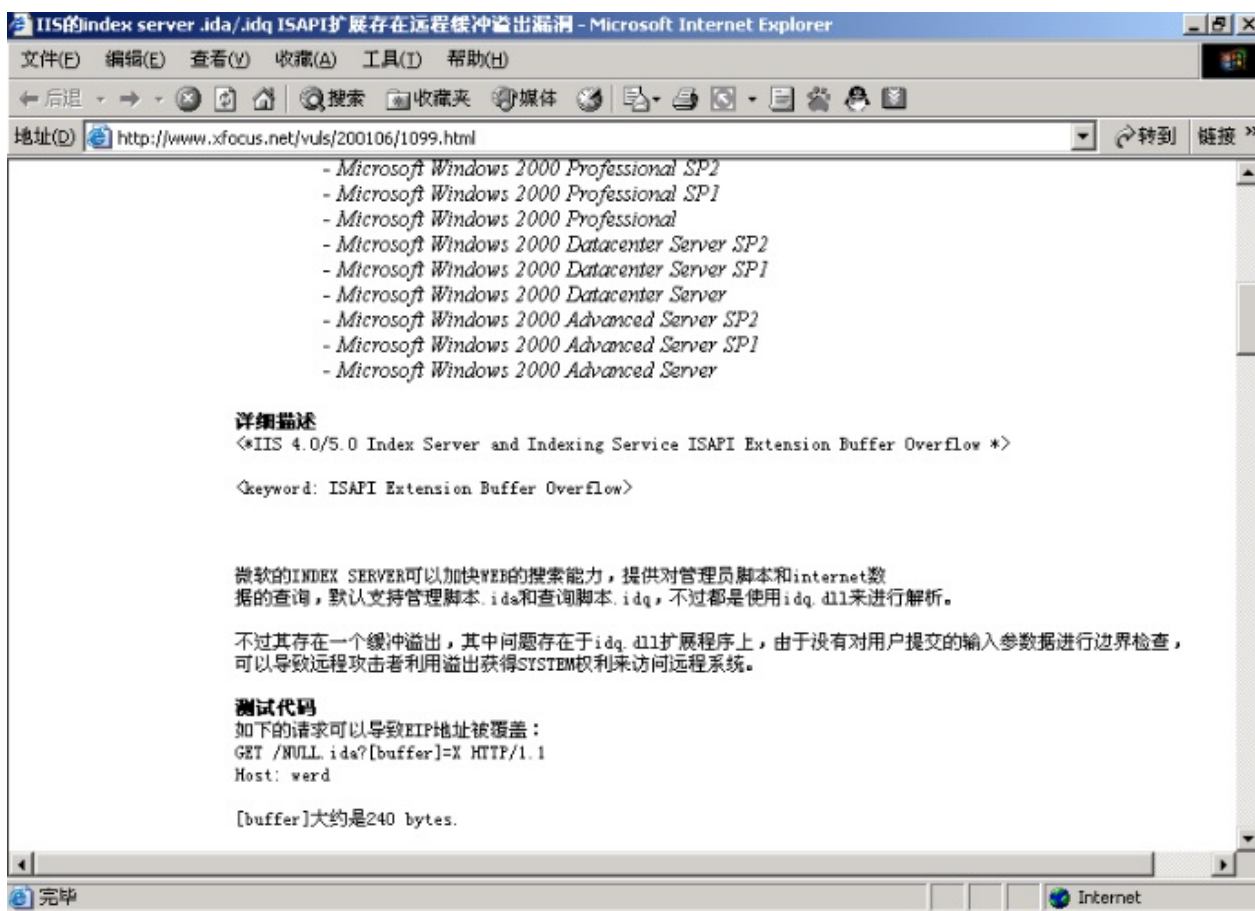 IIS的index server .ida/.idq ISAPI扩展存在远程缓冲溢出漏洞 - Microsoft Internet Explorer
文件(F) 编辑(E) 查看(V) 收藏(A) 工具(T) 帮助(H)
后退 搜索 收藏夹 媒体
地址(D) http://www.xfocus.net/vuls/200106/1099.html 转到 链接 »
- Microsoft Windows 2000 Professional SP2
- Microsoft Windows 2000 Professional SP1
- Microsoft Windows 2000 Professional
- Microsoft Windows 2000 Datacenter Server SP2
- Microsoft Windows 2000 Datacenter Server SP1
- Microsoft Windows 2000 Datacenter Server
- Microsoft Windows 2000 Advanced Server SP2
- Microsoft Windows 2000 Advanced Server SP1
- Microsoft Windows 2000 Advanced Server
详细描述
<*IIS 4.0/5.0 Index Server and Indexing Service ISAPI Extension Buffer Overflow *>
<keyword: ISAPI Extension Buffer Overflow>
微软的INDEX SERVER可以加快WEB的搜索能力，提供对管理员脚本和internet数
据的查询，默认支持管理脚本.ida和查询脚本.idq，不过都是使用idq.dll来进行解析。
不过其存在一个缓冲溢出，其中问题存在于idq.dll扩展程序上，由于没有对用户提交的输入参数据进行边界检查，
可以导致远程攻击者利用溢出获得SYSTEM权利来访问远程系统。
测试代码
如下的请求可以导致EIP地址被覆盖：
GET /NULL.ida?[buffer]=X HTTP/1.1
Host: werd
[buffer]大约是240 bytes.
完毕 Internet